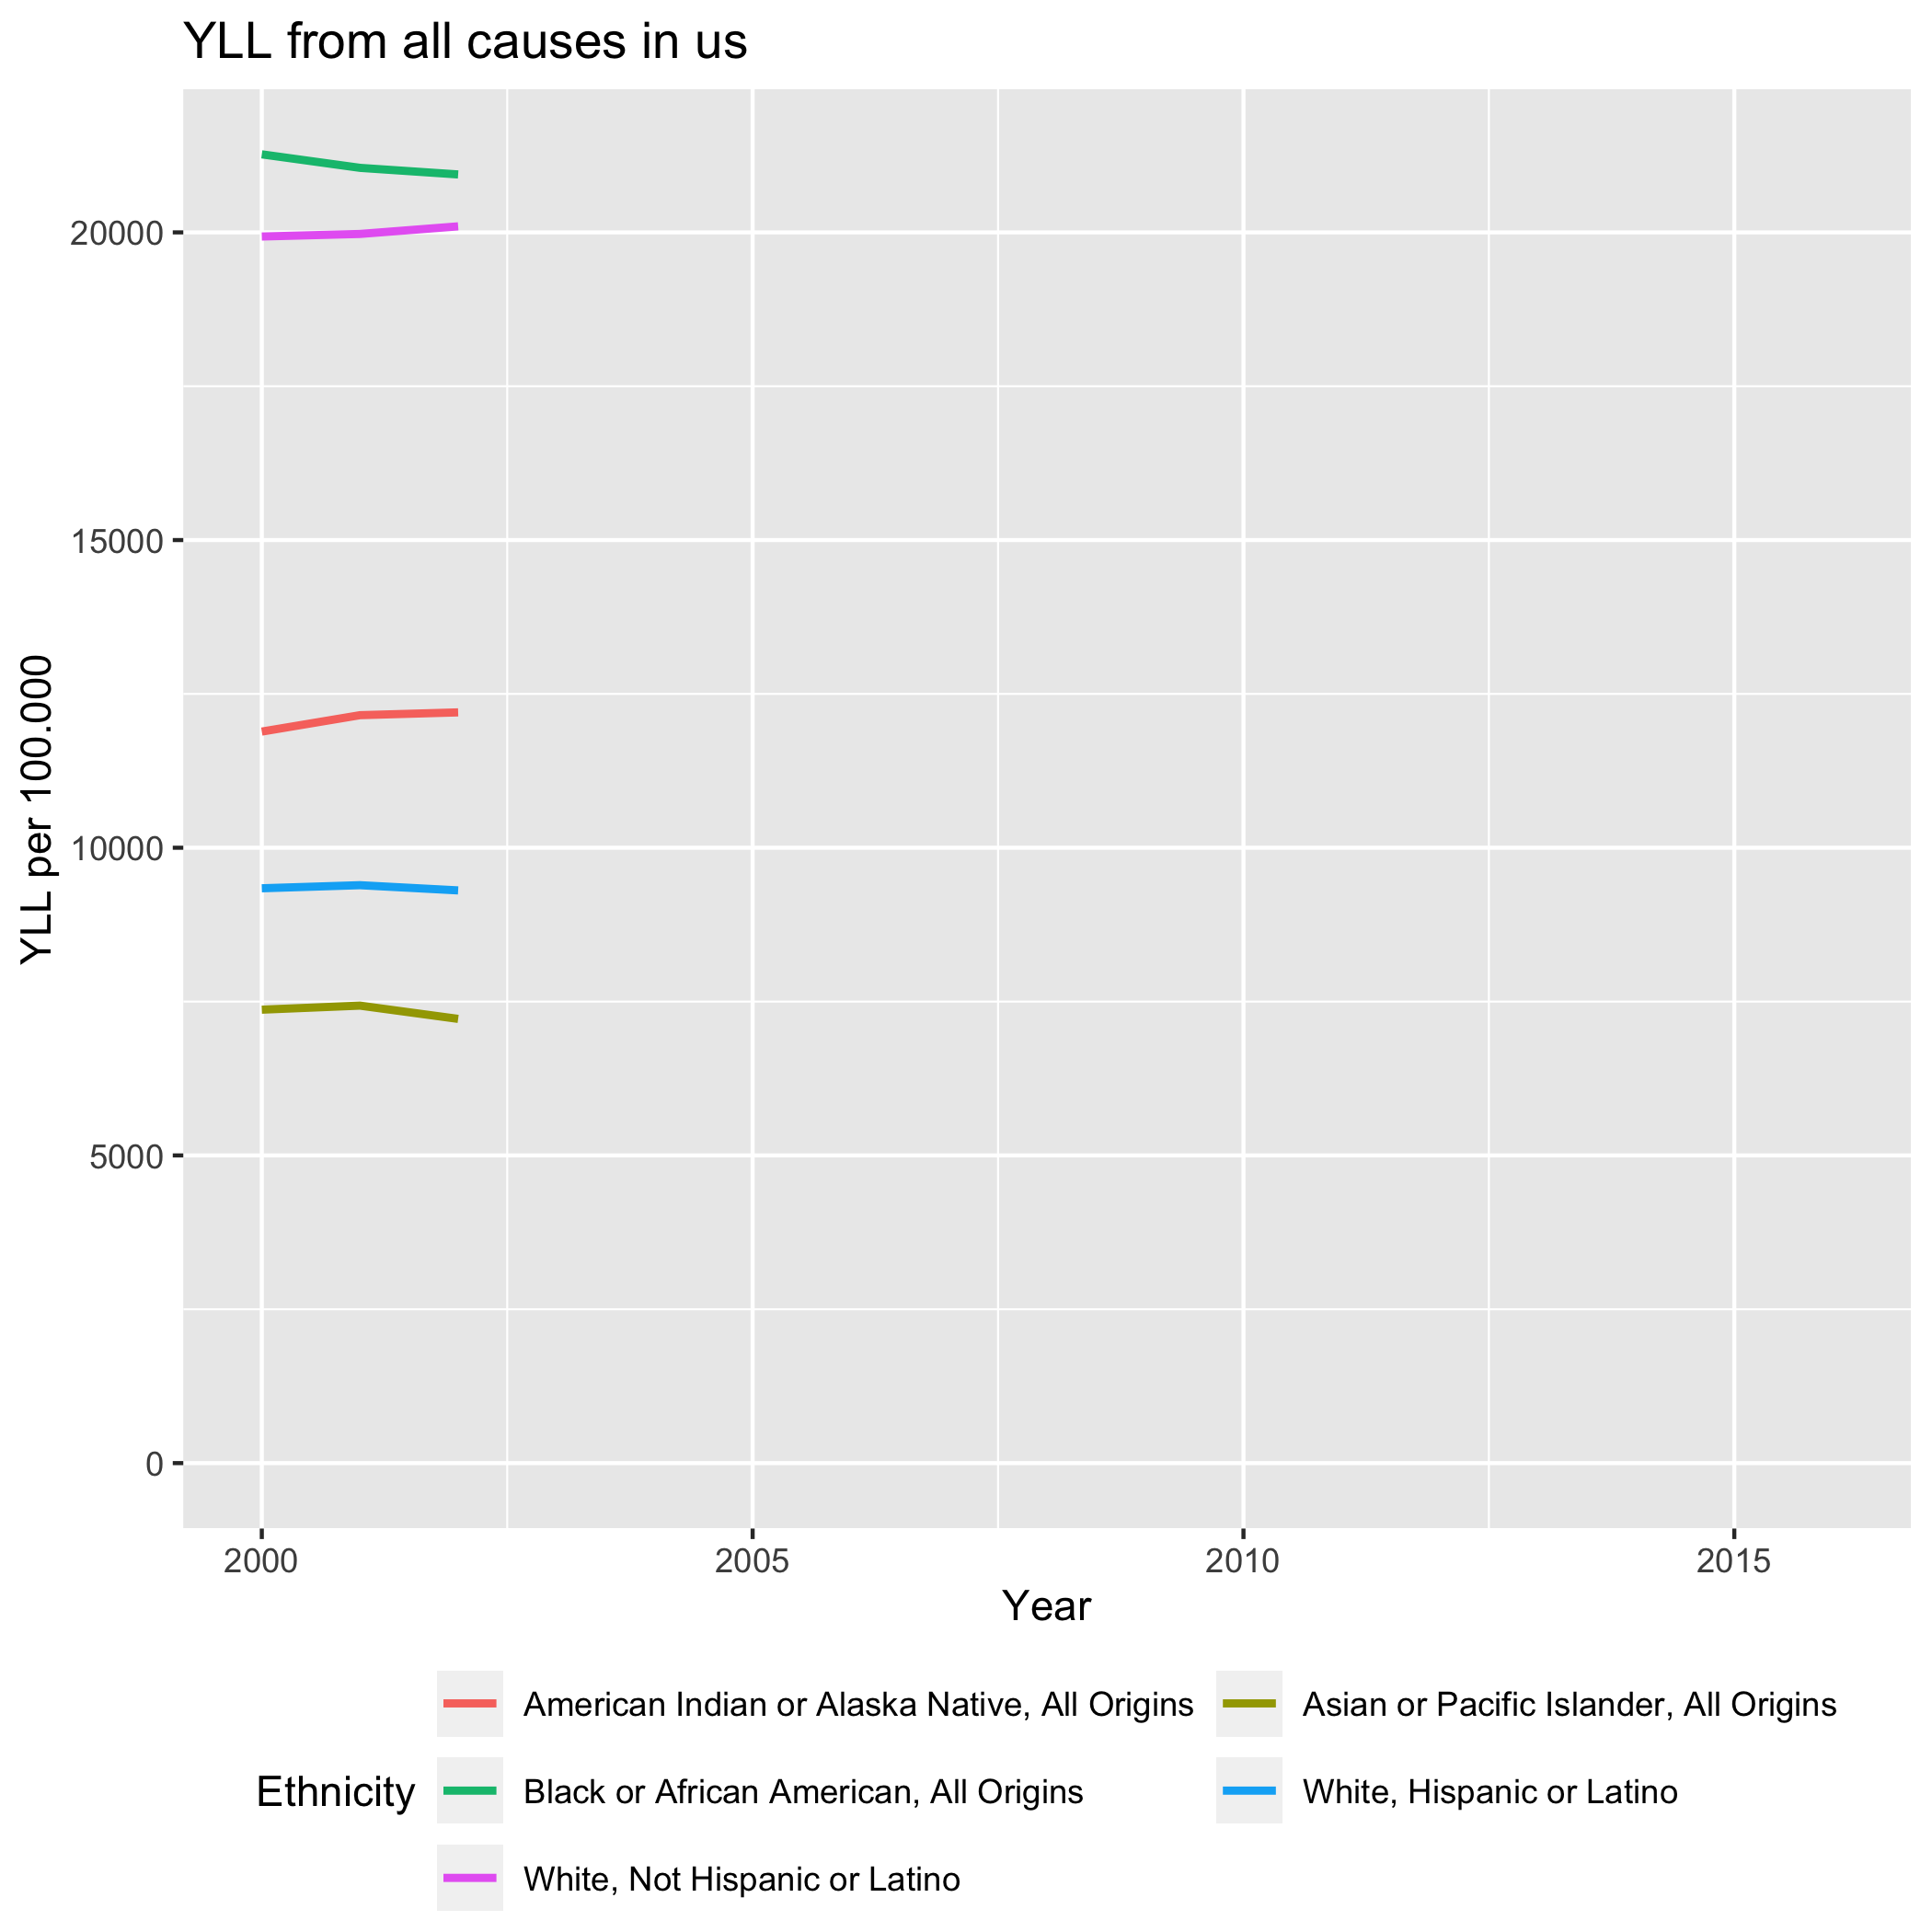 YLL from all causes in us
YLL per 100.000
20000
15000
10000
5000
0
2000 2005 2010 2015
Year
Ethnicity
American Indian or Alaska Native, All Origins
Asian or Pacific Islander, All Origins
Black or African American, All Origins
White, Hispanic or Latino
White, Not Hispanic or Latino